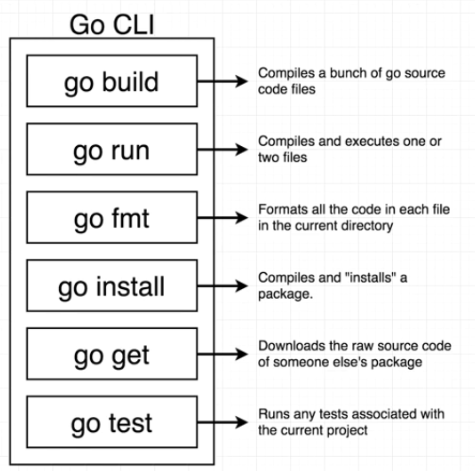 Go CLI
go build
Compiles a bunch of go source
code files
go run
Compiles and executes one or
two files
go fmt
Formats all the code in each file
in the current directory
go install
Compiles and "installs" a
package.
go get
Downloads the raw source code
of someone else's package
go test
Runs any tests associated with
the current project